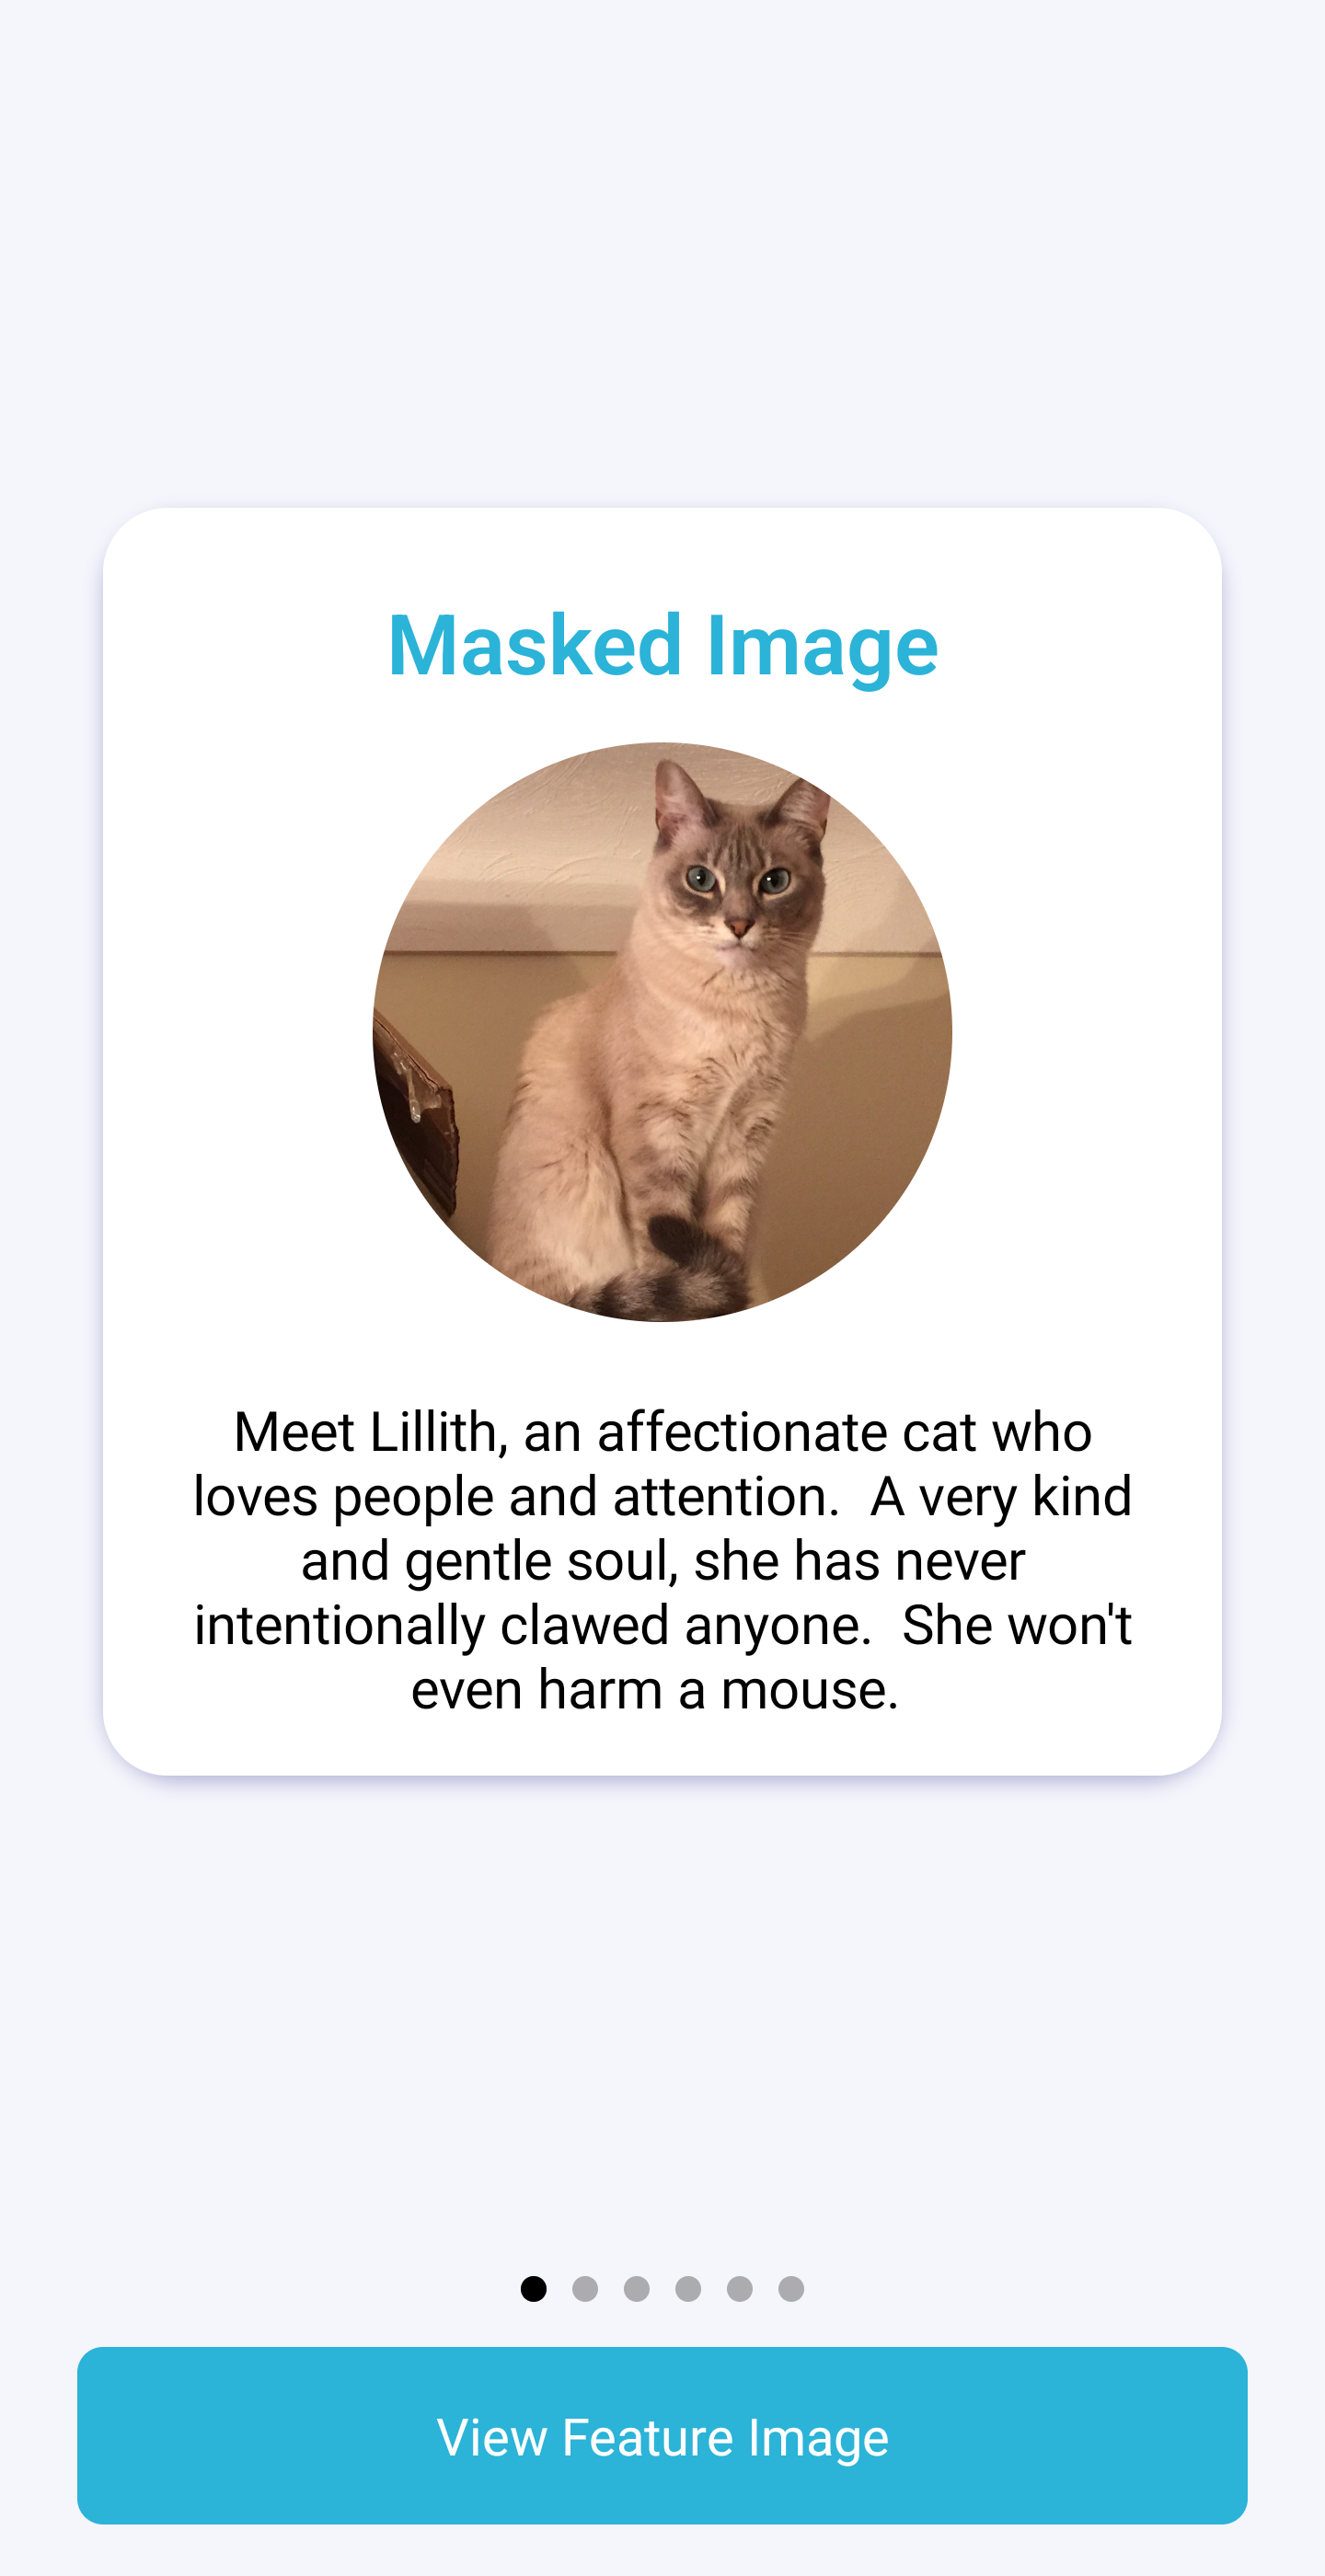 Masked Image
Meet Lillith, an affectionate cat who
loves people and attention.  A very kind
and gentle soul, she has never
intentionally clawed anyone.  She won't
even harm a mouse.
View Feature Image